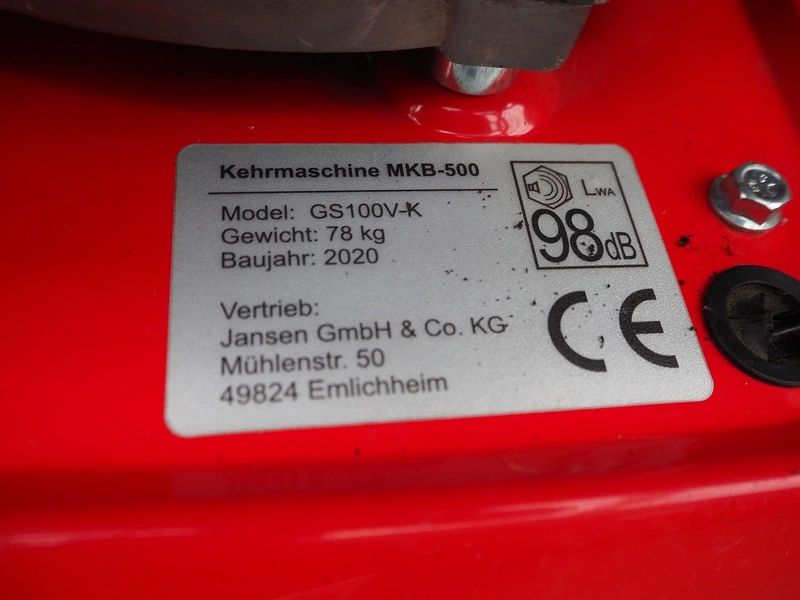 Kehrmaschine MKB-500
Model: GS100V-K
Gewicht: 78 kg
Baujahr: 2020
LWA
98dB
Vertrieb:
Jansen GmbH & Co. KG
Mühlenstr. 50
49824 Emlichheim
CE